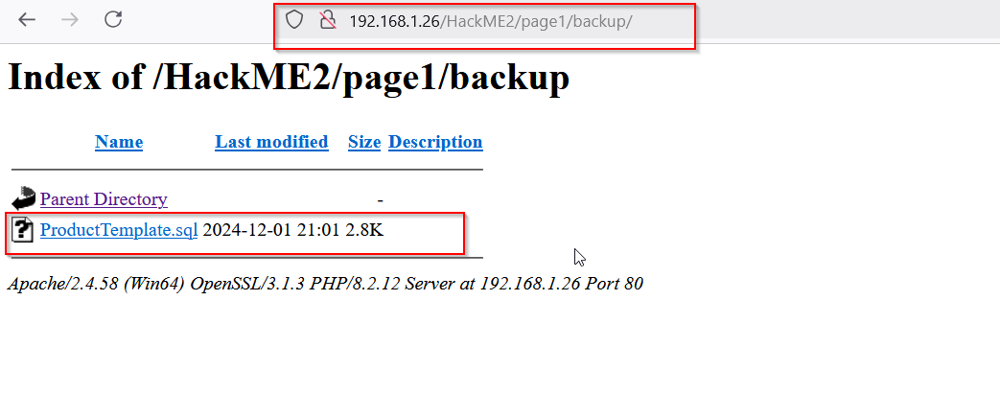 192.168.1.26/HackME2/page1/backup/
Index of /HackME2/page1/backup
Name Last modified Size Description
Parent Directory -
ProductTemplate.sql 2024-12-01 21:01 2.8K
Apache/2.4.58 (Win64) OpenSSL/3.1.3 PHP/8.2.12 Server at 192.168.1.26 Port 80